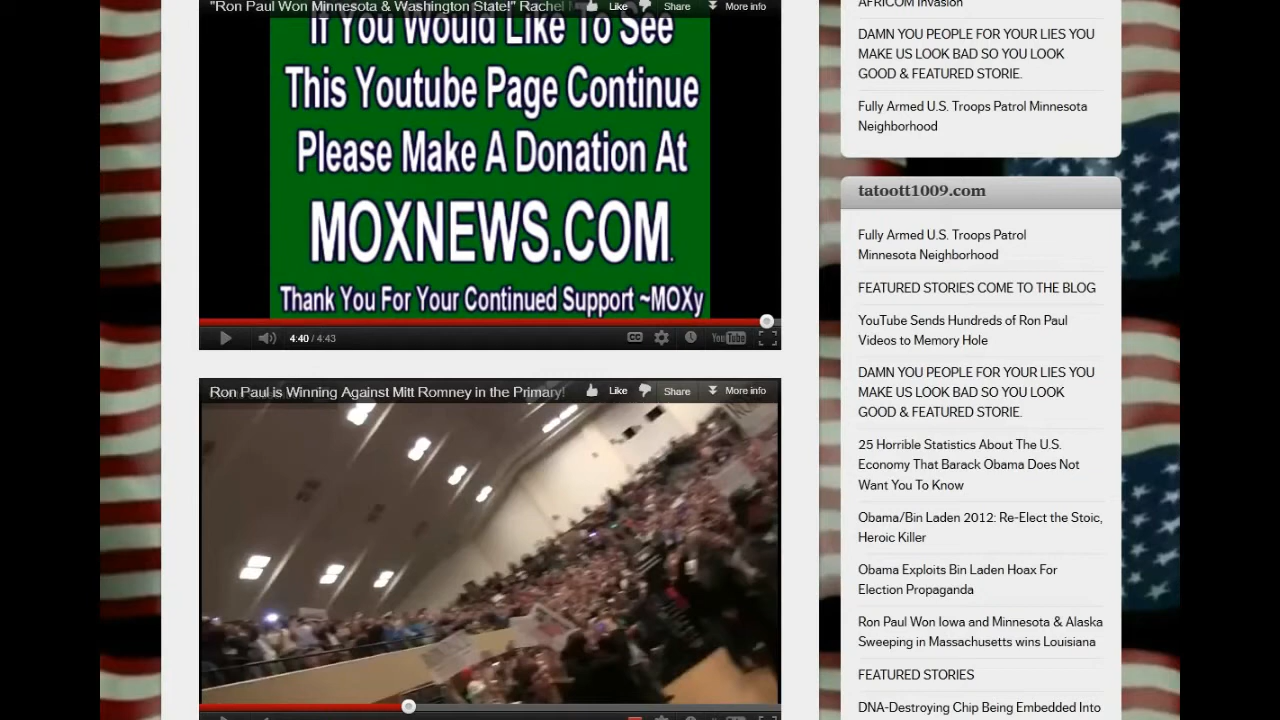 "Ron Paul Won Minnesota & Washington State!" Rachel
Like
Share
More info
If You Would Like To See
This Youtube Page Continue
Please Make A Donation At
MOXNEWS.COM.
Thank You For Your Continued Support ~MOXy
4:40 / 4:43
CC
YouTube
Ron Paul is Winning Against Mitt Romney in the Primary!
Like
Share
More info
AFRICOM Invasion
DAMN YOU PEOPLE FOR YOUR LIES YOU
MAKE US LOOK BAD SO YOU LOOK
GOOD & FEATURED STORIE.
Fully Armed U.S. Troops Patrol Minnesota
Neighborhood
tatoott1009.com
Fully Armed U.S. Troops Patrol
Minnesota Neighborhood
FEATURED STORIES COME TO THE BLOG
YouTube Sends Hundreds of Ron Paul
Videos to Memory Hole
DAMN YOU PEOPLE FOR YOUR LIES YOU
MAKE US LOOK BAD SO YOU LOOK
GOOD & FEATURED STORIE.
25 Horrible Statistics About The U.S.
Economy That Barack Obama Does Not
Want You To Know
Obama/Bin Laden 2012: Re-Elect the Stoic,
Heroic Killer
Obama Exploits Bin Laden Hoax For
Election Propaganda
Ron Paul Won Iowa and Minnesota & Alaska
Sweeping in Massachusetts wins Louisiana
FEATURED STORIES
DNA-Destroying Chip Being Embedded Into